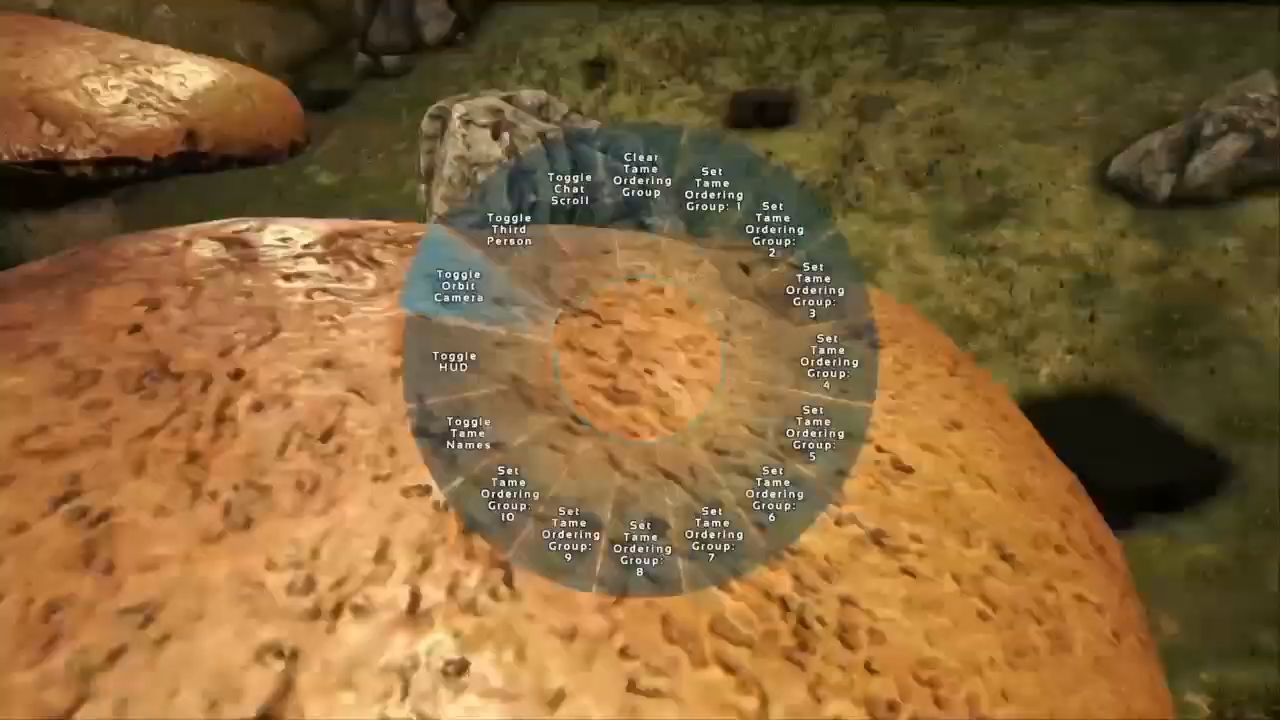 Clear
Tame
Ordering
Group
Set
Tame
Ordering
Group: 1
Set
Tame
Ordering
Group:
2
Set
Tame
Ordering
Group:
3
Set
Tame
Ordering
Group:
4
Set
Tame
Ordering
Group:
5
Set
Tame
Ordering
Group:
6
Set
Tame
Ordering
Group:
7
Set
Tame
Ordering
Group:
8
Set
Tame
Ordering
Group:
9
Set
Tame
Ordering
Group:
10
Toggle
Tame
Names
Toggle
HUD
Toggle
Orbit
Camera
Toggle
Third
Person
Toggle
Chat
Scroll